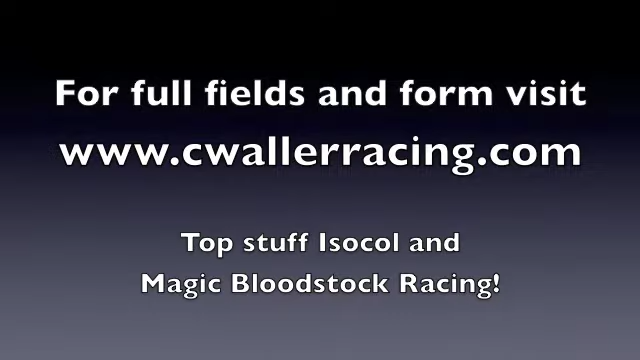 For full fields and form visit
www.cwallerracing.com
Top stuff Isocol and
Magic Bloodstock Racing!